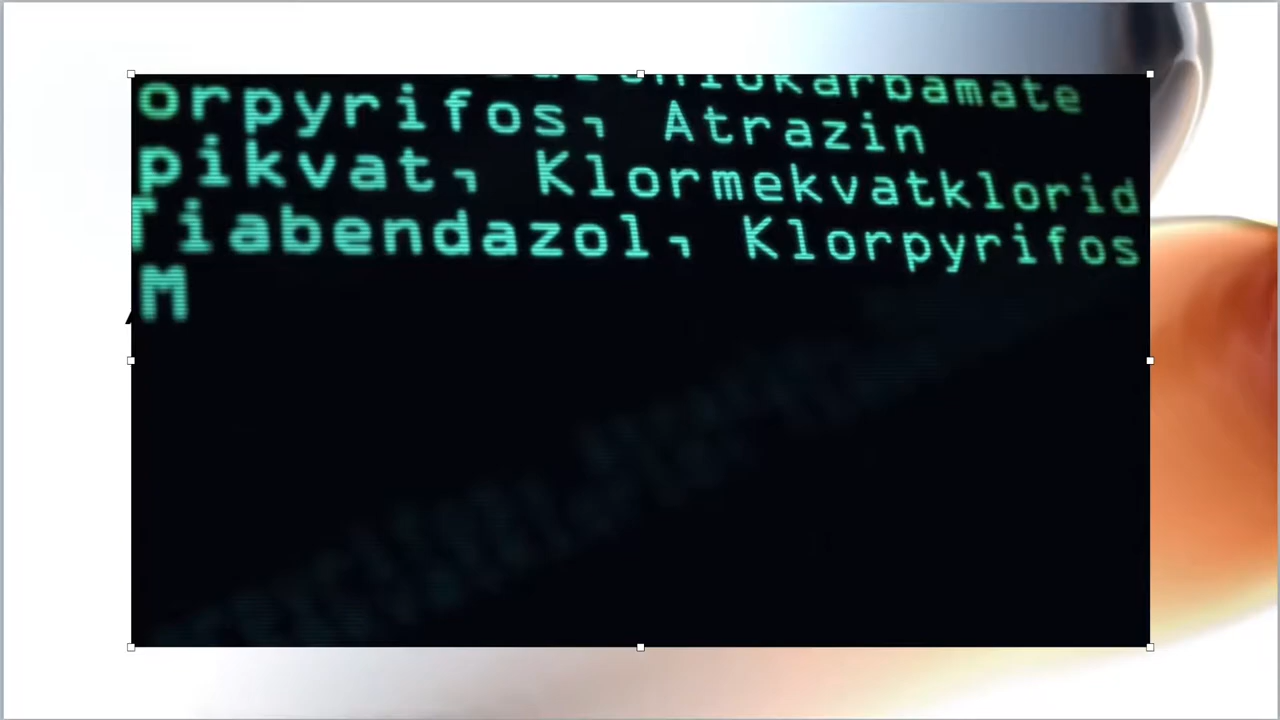 orpyrifos, Atrazin
pikvat, Klormekvatklorid
Tiabendazol, Klorpyrifos
M